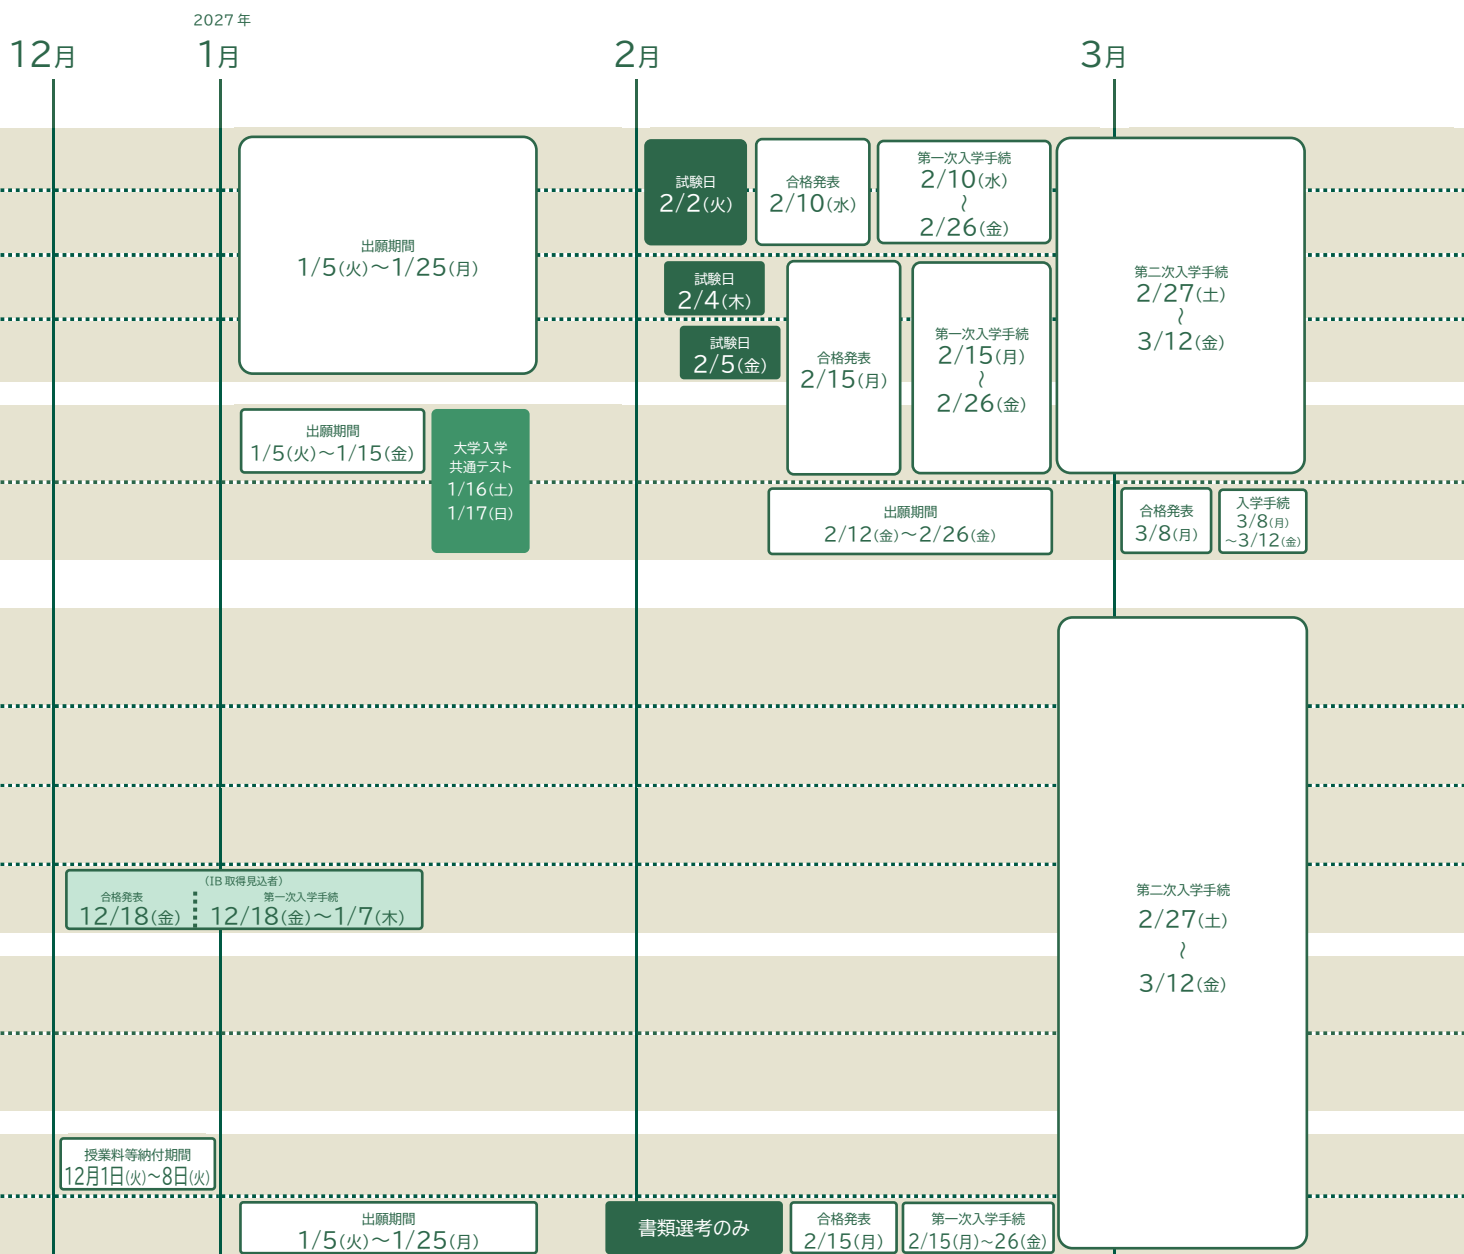 2027 年
12月
1月
2月
3月
出願期間
1/5(火)～1/25(月)
試験日
2/2(火)
合格発表
2/10(水)
第一次入学手続
2/10(水)
～
2/26(金)
試験日
2/4(木)
試験日
2/5(金)
合格発表
2/15(月)
第一次入学手続
2/15(月)
～
2/26(金)
第二次入学手続
2/27(土)
～
3/12(金)
出願期間
1/5(火)～1/15(金)
大学入学
共通テスト
1/16(土)
1/17(日)
出願期間
2/12(金)～2/26(金)
合格発表
3/8(月)
入学手続
3/8(月)
～3/12(金)
(IB 取得見込者)
合格発表
12/18(金)
第一次入学手続
12/18(金)～1/7(木)
第二次入学手続
2/27(土)
～
3/12(金)
授業料等納付期間
12月1日(火)～8日(火)
出願期間
1/5(火)～1/25(月)
書類選考のみ
合格発表
2/15(月)
第一次入学手続
2/15(月)～26(金)